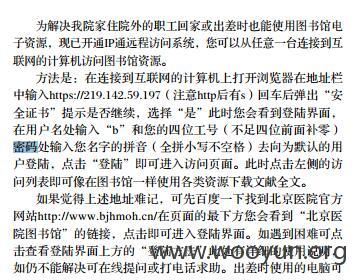 为解决我院家住院外的职工回家或出差时也能使用图书馆电
子资源，现已开通IP通远程访问系统，您可以从任意一台连接到互
联网的计算机访问图书馆资源。
方法是：在连接到互联网的计算机上打开浏览器在地址栏
中输入https://219.142.59.197（注意http后有s）回车后弹出“安
全证书”提示是否继续，选择“是”此时您会看到登陆界面，
在用户名处输入“b”和您的四位工号（不足四位前面补零）
密码处输入您名字的拼音（全拼小写不空格）去向为默认的用
户登陆，点击“登陆”即可进入访问页面。此时点击左侧的访
问列表即可像在图书馆一样使用各类资源下载文献全文。
如果觉得上述地址难记，可先百度一下找到北京医院官方
网站http://www.bjhmoh.cn/在页面的最下方您会看到“北京医
院图书馆”的链接，点击即可进入登陆界面。如遇到困难可点
击查看登陆界面上方的“登陆方法”此处有详细的使用说明，
如仍不能解决可在线提问或打电话求助。出差时使用的电脑可
www.wooyun.org